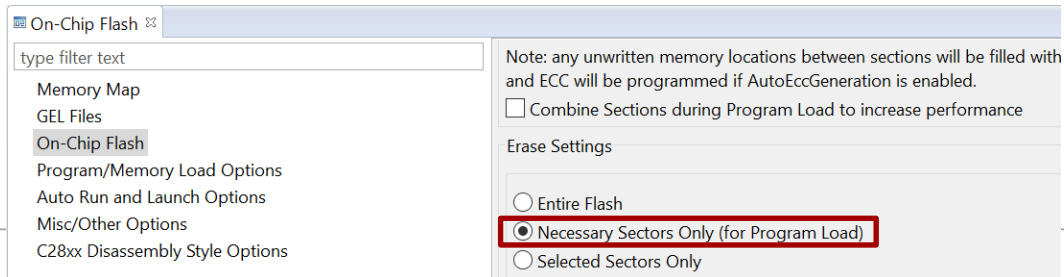 On-Chip Flash
type filter text
Memory Map
GEL Files
On-Chip Flash
Program/Memory Load Options
Auto Run and Launch Options
Misc/Other Options
C28xx Disassembly Style Options
Note: any unwritten memory locations between sections will be filled with
and ECC will be programmed if AutoEccGeneration is enabled.
Combine Sections during Program Load to increase performance
Erase Settings
Entire Flash
Necessary Sectors Only (for Program Load)
Selected Sectors Only